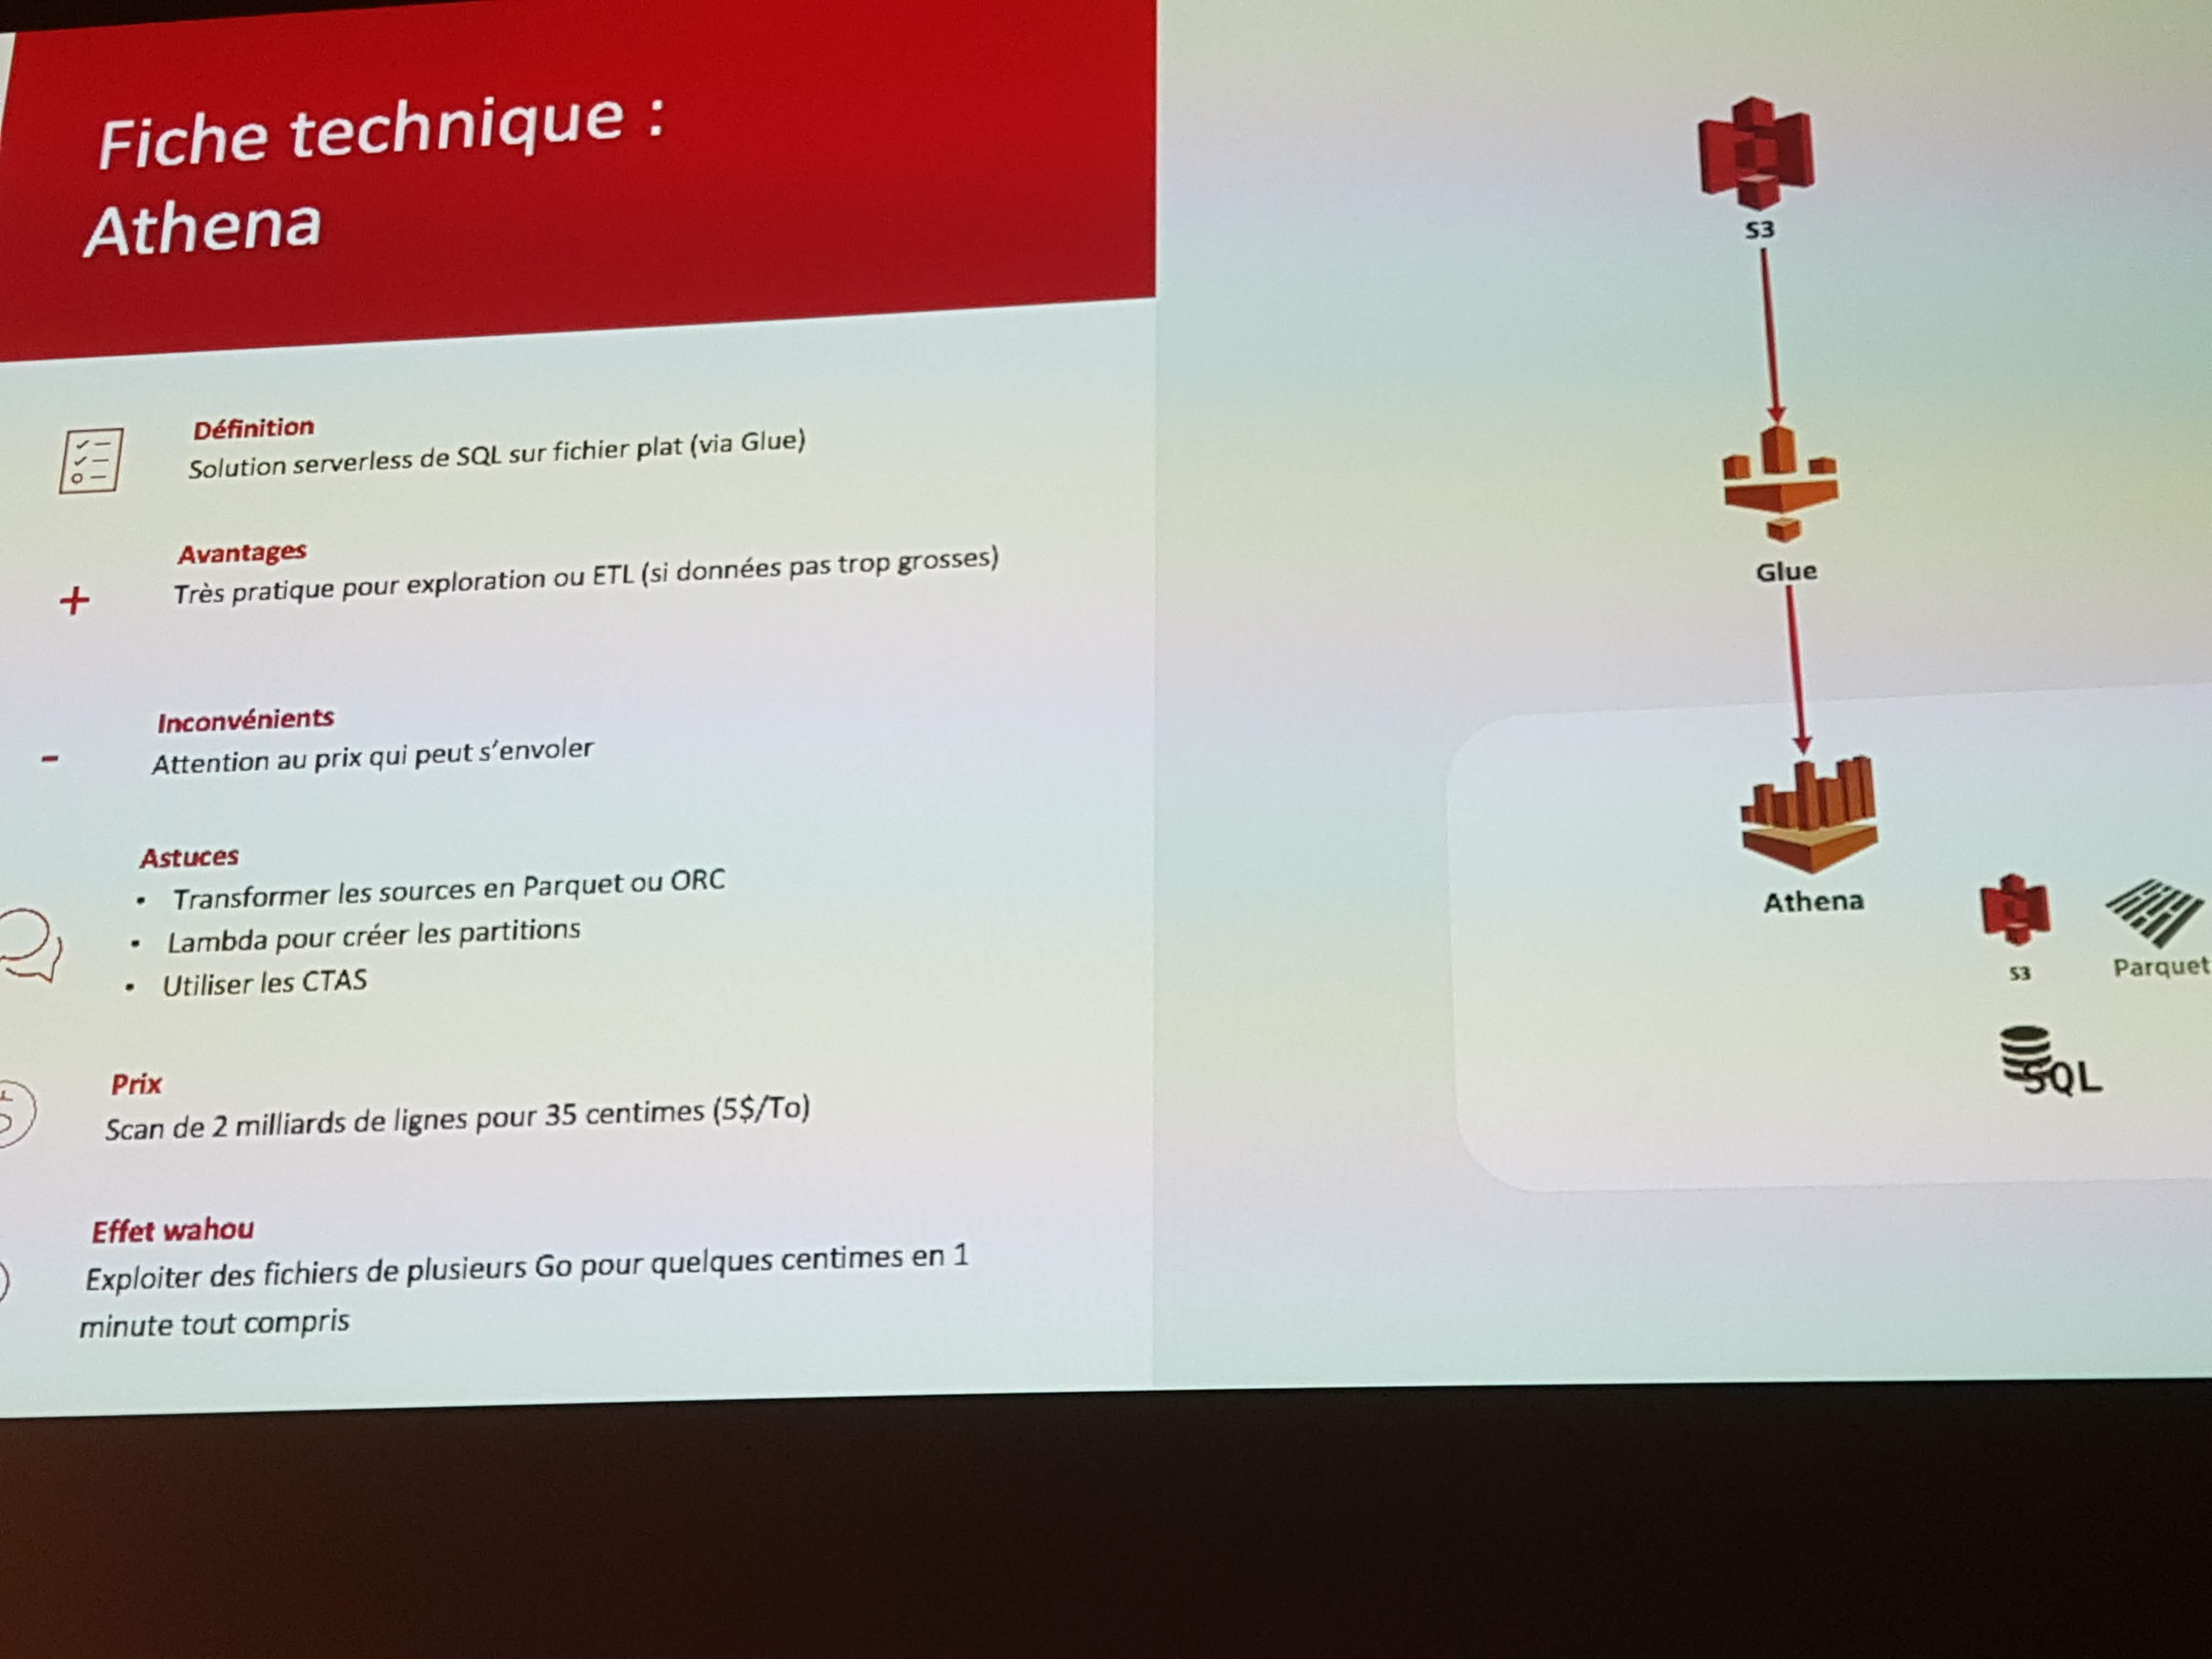 Fiche technique :
Athena
Définition
Solution serverless de SQL sur fichier plat (via Glue)
+
Avantages
Très pratique pour exploration ou ETL (si données pas trop grosses)
-
Inconvénients
Attention au prix qui peut s'envoler
Astuces
• Transformer les sources en Parquet ou ORC
• Lambda pour créer les partitions
• Utiliser les CTAS
Prix
Scan de 2 milliards de lignes pour 35 centimes (5$/To)
Effet wahou
Exploiter des fichiers de plusieurs Go pour quelques centimes en 1
minute tout compris
S3
Glue
Athena
S3
Parquet
SQL